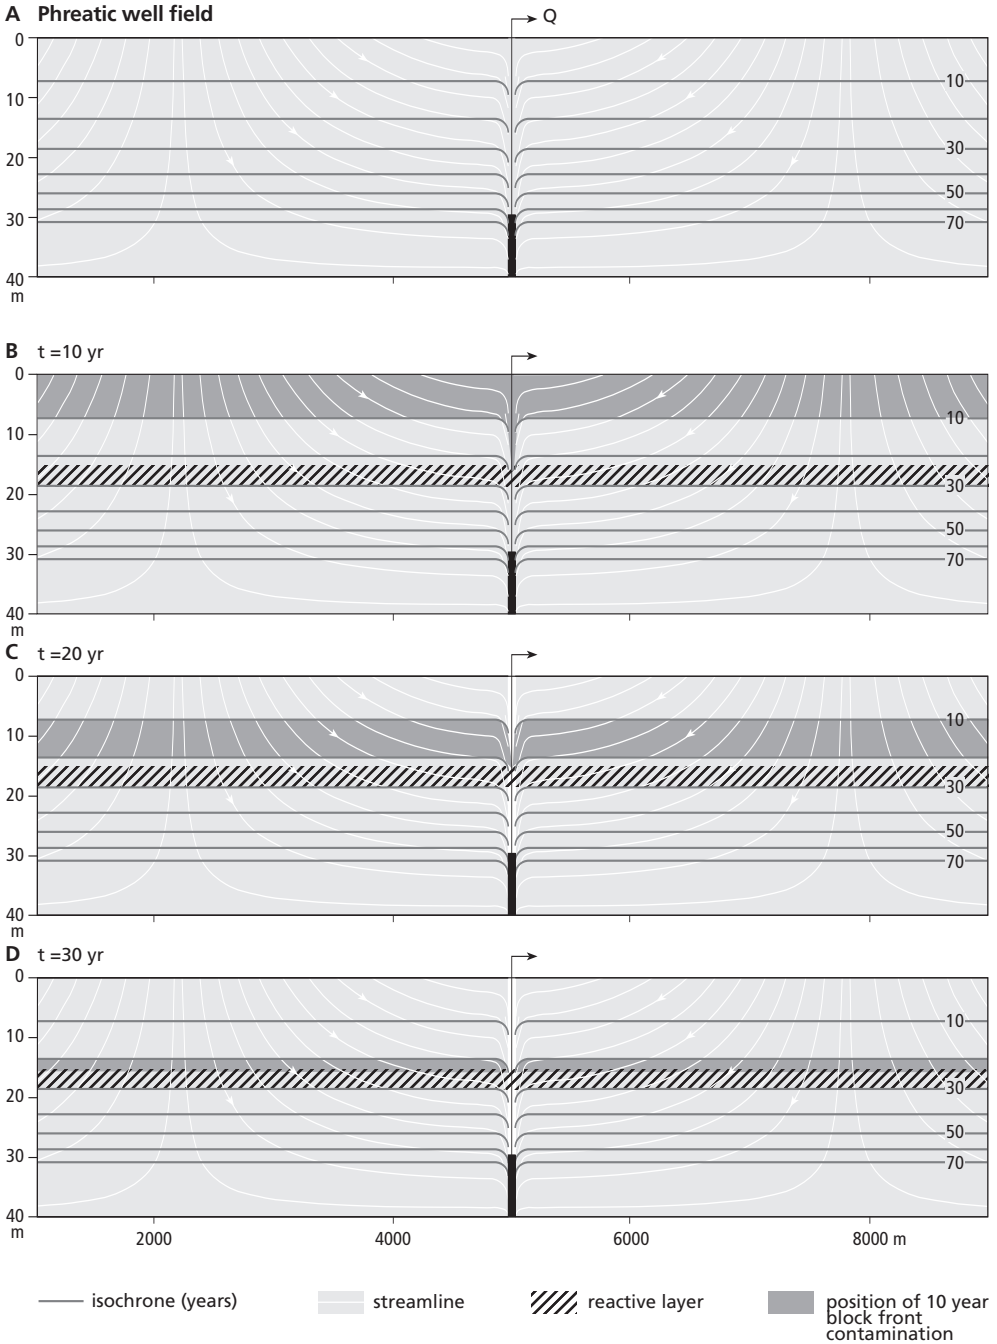 A Phreatic well field
Q
0
10
20
30
40
m
10
30
50
70
B t =10 yr
0
10
20
30
40
m
10
30
50
70
C t =20 yr
0
10
20
30
40
m
10
30
50
70
D t =30 yr
0
10
20
30
40
m
10
30
50
70
2000 4000 6000 8000 m
isochrone (years)
streamline
reactive layer
position of 10 year
block front
contamination